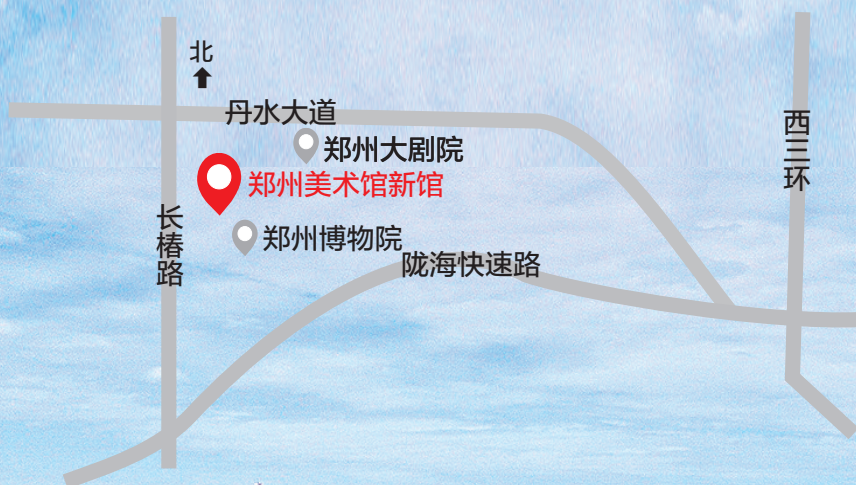 北
丹水大道
郑州大剧院
郑州美术馆新馆
郑州博物院
陇海快速路
长椿路
西三环